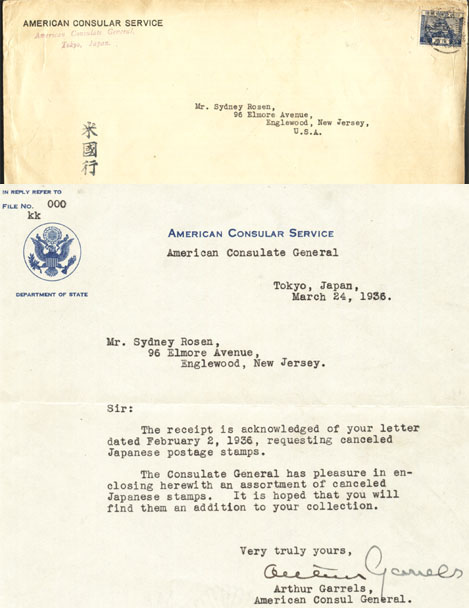 AMERICAN CONSULAR SERVICE
American Consulate General,
Tokyo, Japan.
Mr. Sydney Rosen,
96 Elmore Avenue,
Englewood, New Jersey,
U.S.A.
米國行
IN REPLY REFER TO
FILE NO. 000
kk
AMERICAN CONSULAR SERVICE
American Consulate General
DEPARTMENT OF STATE
Tokyo, Japan,
March 24, 1936.
Mr. Sydney Rosen,
96 Elmore Avenue,
Englewood, New Jersey.
Sir:
The receipt is acknowledged of your letter
dated February 2, 1936, requesting canceled
Japanese postage stamps.
The Consulate General has pleasure in en-
closing herewith an assortment of canceled
Japanese stamps. It is hoped that you will
find them an addition to your collection.
Very truly yours,
Arthur Garrels
Arthur Garrels,
American Consul General.